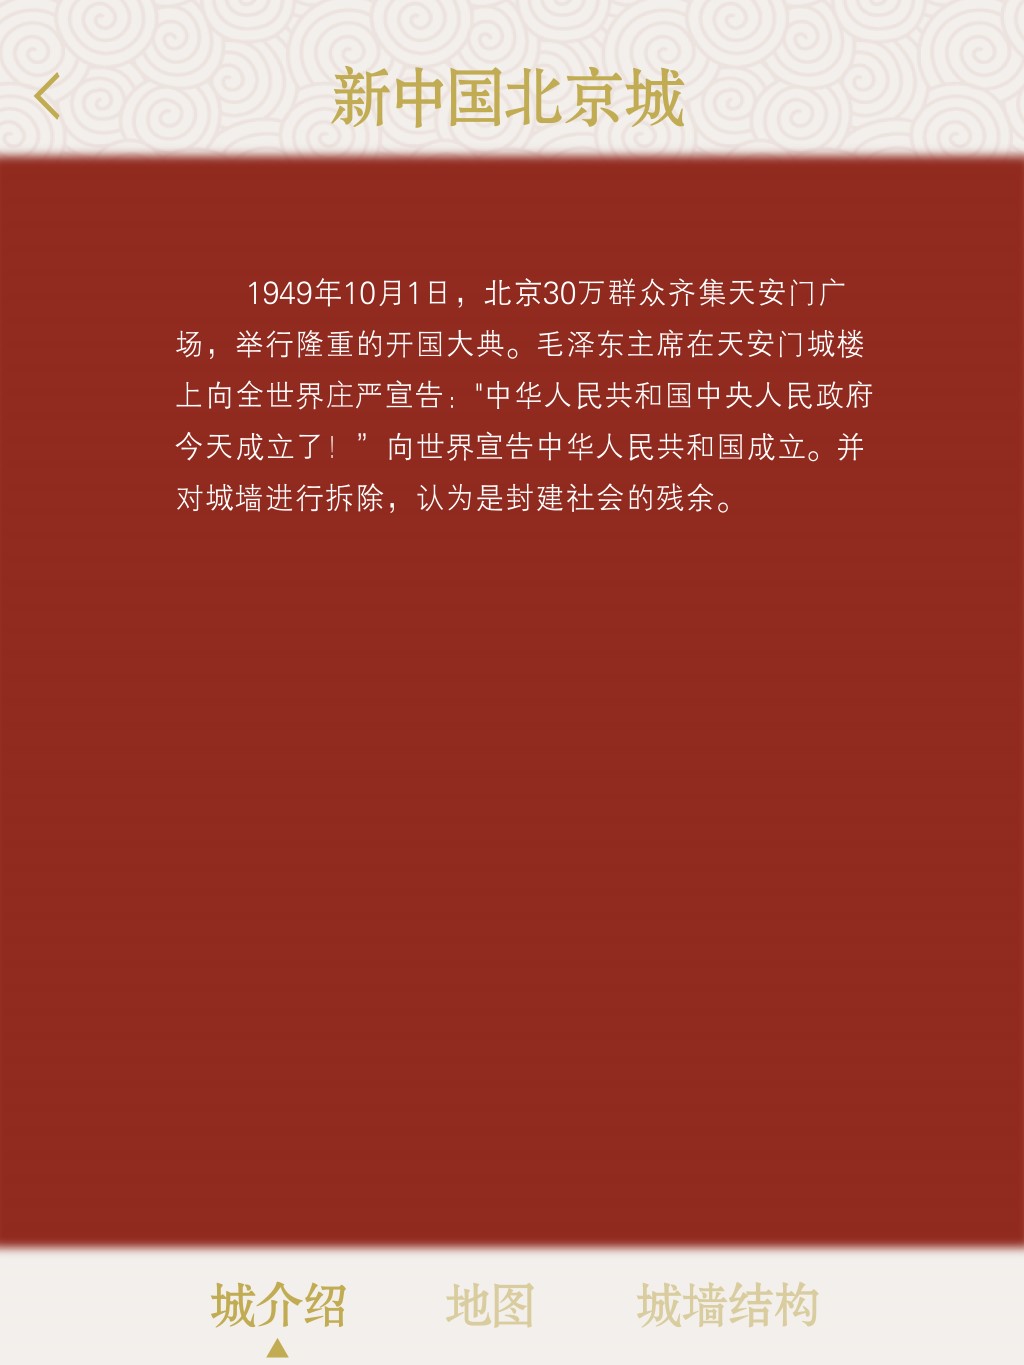 新中国北京城
1949年10月1日，北京30万群众齐集天安门广
场，举行隆重的开国大典。毛泽东主席在天安门城楼
上向全世界庄严宣告："中华人民共和国中央人民政府
今天成立了！” 向世界宣告中华人民共和国成立。并
对城墙进行拆除，认为是封建社会的残余。
城介绍 地图 城墙结构